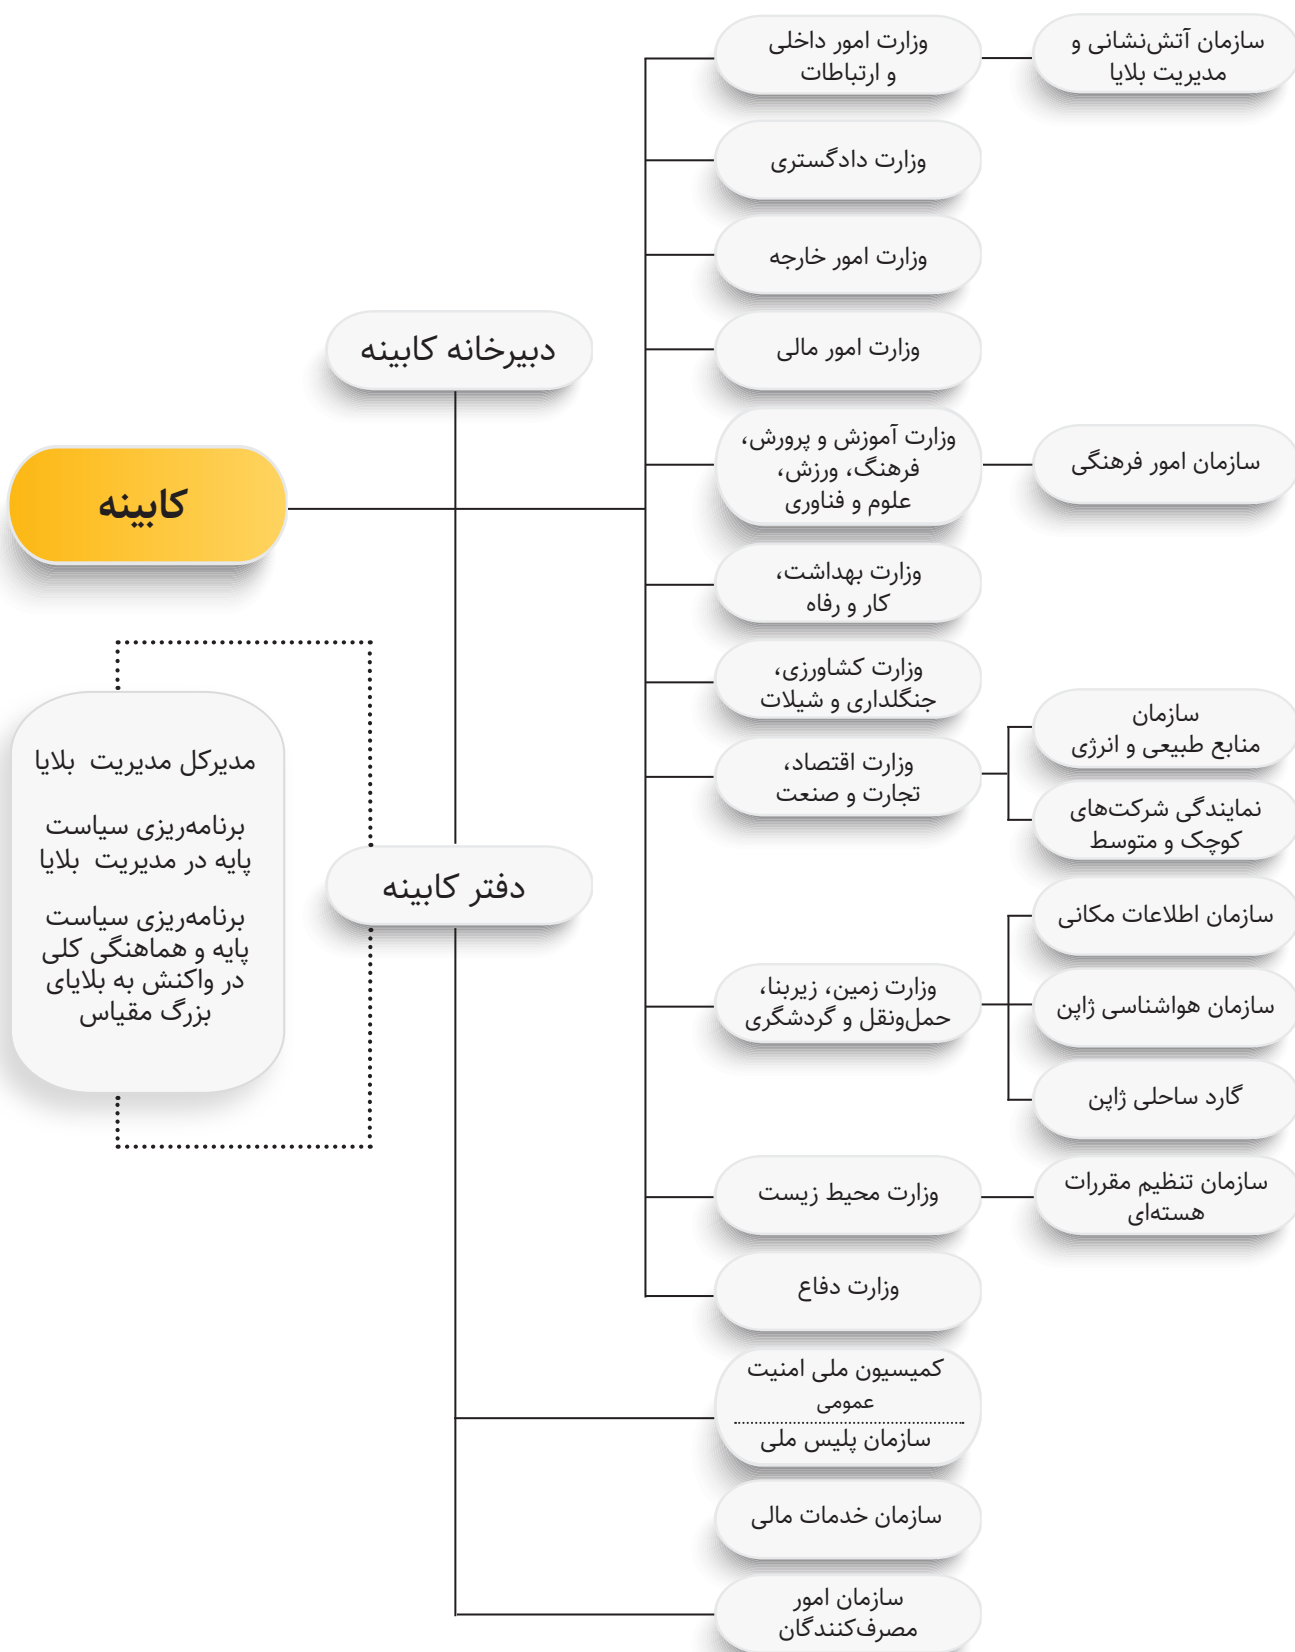 کابینه
دبیرخانه کابینه
دفتر کابینه
مدیرکل مدیریت بلایا
برنامه‌ریزی سیاست
پایه در مدیریت بلایا
برنامه‌ریزی سیاست
پایه و هماهنگی کلی
در واکنش به بلایای
بزرگ مقیاس
وزارت امور داخلی
و ارتباطات
سازمان آتش‌نشانی و
مدیریت بلایا
وزارت دادگستری
وزارت امور خارجه
وزارت امور مالی
وزارت آموزش و پرورش،
فرهنگ، ورزش،
علوم و فناوری
سازمان امور فرهنگی
وزارت بهداشت،
کار و رفاه
وزارت کشاورزی،
جنگلداری و شیلات
وزارت اقتصاد،
تجارت و صنعت
سازمان
منابع طبیعی و انرژی
نمایندگی شرکت‌های
کوچک و متوسط
وزارت زمین، زیربنا،
حمل‌ونقل و گردشگری
سازمان اطلاعات مکانی
سازمان هواشناسی ژاپن
گارد ساحلی ژاپن
وزارت محیط زیست
سازمان تنظیم مقررات
هسته‌ای
وزارت دفاع
کمیسیون ملی امنیت
عمومی
سازمان پلیس ملی
سازمان خدمات مالی
سازمان امور
مصرف‌کنندگان